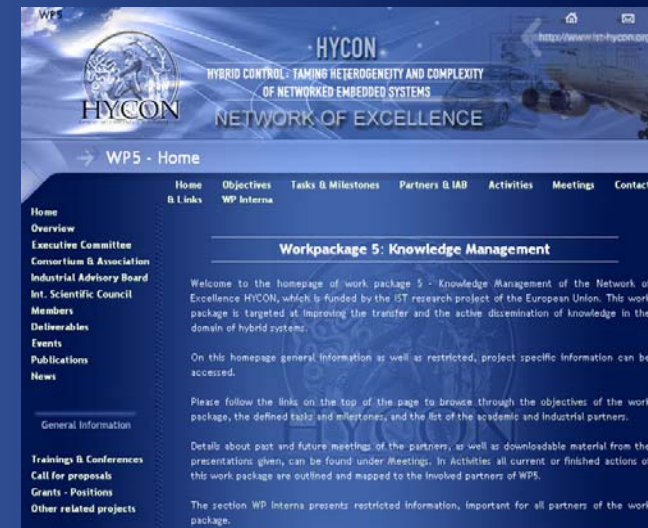 WP5
http://www.ist-hycon.org
HYCON
HYBRID CONTROL: TAMING HETEROGENEITY AND COMPLEXITY
OF NETWORKED EMBEDDED SYSTEMS
HYCON
NETWORK OF EXCELLENCE
WP5 - Home
Home Objectives Tasks & Milestones Partners & IAB Activities Meetings Contact
& Links WP Interna
Home
Overview
Executive Committee
Consortium & Association
Industrial Advisory Board
Int. Scientific Council
Members
Deliverables
Events
Publications
News
General Information
Trainings & Conferences
Call for proposals
Grants - Positions
Other related projects
Workpackage 5: Knowledge Management
Welcome to the homepage of work package 5 - Knowledge Management of the Network of
Excellence HYCON, which is funded by the IST research project of the European Union. This work
package is targeted at improving the transfer and the active dissemination of knowledge in the
domain of hybrid systems.
On this homepage general information as well as restricted, project specific information can be
accessed.
Please follow the links on the top of the page to browse through the objectives of the work
package, the defined tasks and milestones, and the list of the academic and industrial partners.
Details about past and future meetings of the partners, as well as downloadable material from the
presentations given, can be found under Meetings. In Activities all current or finished actions of
this work package are outlined and mapped to the involved partners of WP5.
The section WP Interna presents restricted information, important for all partners of the work
package.